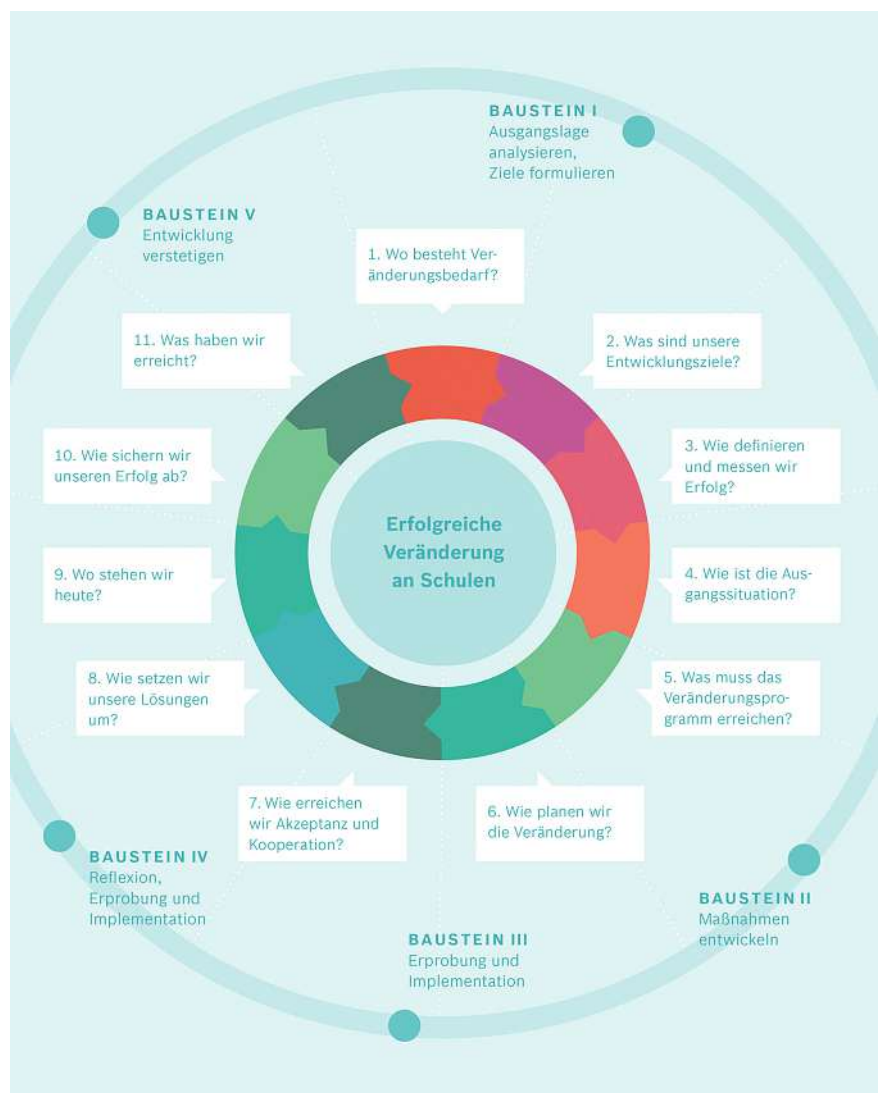 BAUSTEIN I
Ausgangslage
analysieren,
Ziele formulieren
BAUSTEIN V
Entwicklung
verstetigen
1. Wo besteht Ver-
änderungsbedarf?
11. Was haben wir
erreicht?
2. Was sind unsere
Entwicklungsziele?
10. Wie sichern wir
unseren Erfolg ab?
3. Wie definieren
und messen wir
Erfolg?
Erfolgreiche
Veränderung
an Schulen
9. Wo stehen wir
heute?
4. Wie ist die Aus-
gangssituation?
8. Wie setzen wir
unsere Lösungen
um?
5. Was muss das
Veränderungspro-
gramm erreichen?
7. Wie erreichen
wir Akzeptanz und
Kooperation?
6. Wie planen wir
die Veränderung?
BAUSTEIN IV
Reflexion,
Erprobung und
Implementation
BAUSTEIN II
Maßnahmen
entwickeln
BAUSTEIN III
Erprobung und
Implementation